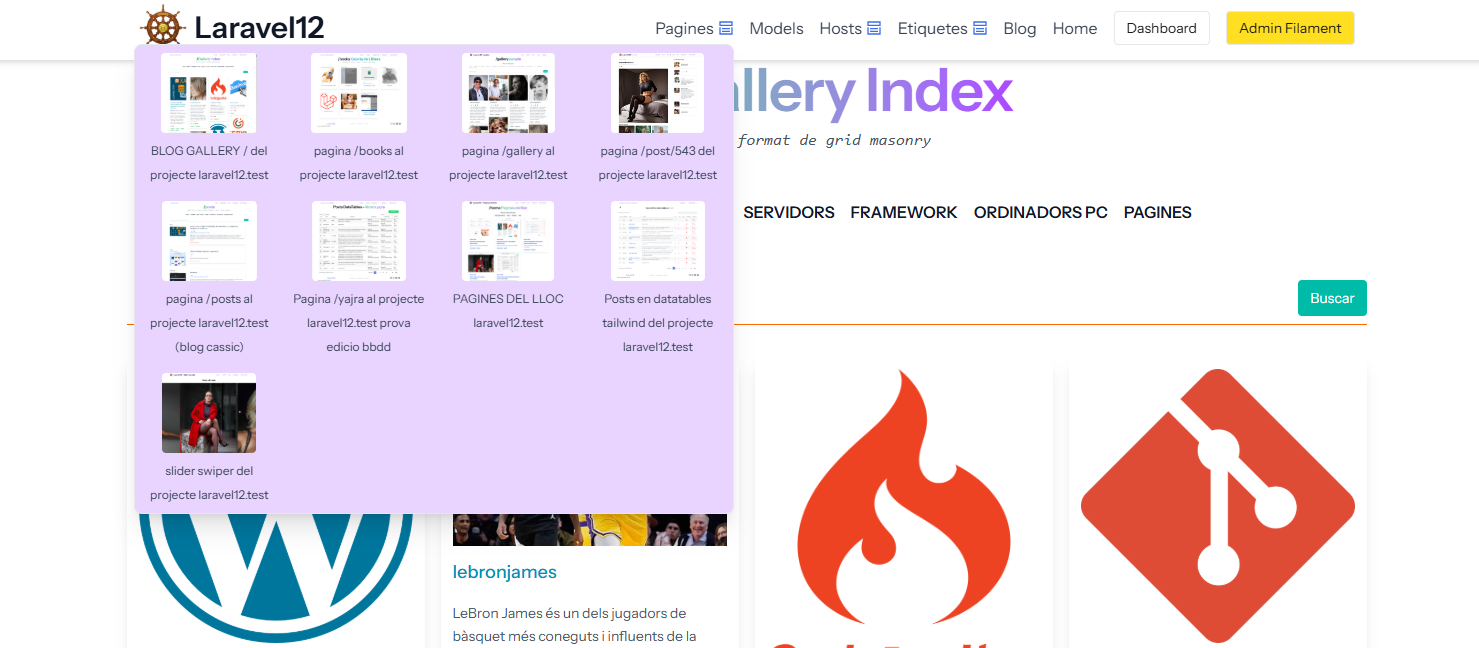 Laravel12
Pagines Models Hosts Etiquetes Blog Home Dashboard Admin Filament
allery Index
format de grid masonry
SERVIDORS FRAMEWORK ORDINADORS PC PAGINES
Buscar
BLOG GALLERY / del
projecte laravel12.test
pagina /books al
projecte laravel12.test
pagina /gallery al
projecte laravel12.test
pagina /post/543 del
projecte laravel12.test
pagina /posts al
projecte laravel12.test
(blog cassic)
Pagina /yajra al projecte
laravel12.test prova
edicio bbdd
PAGINES DEL LLOC
laravel12.test
Posts en datatables
tailwind del projecte
laravel12.test
slider swiper del
projecte laravel12.test
lebronjames
LeBron James és un dels jugadors de
bàsquet més coneguts i influents de la